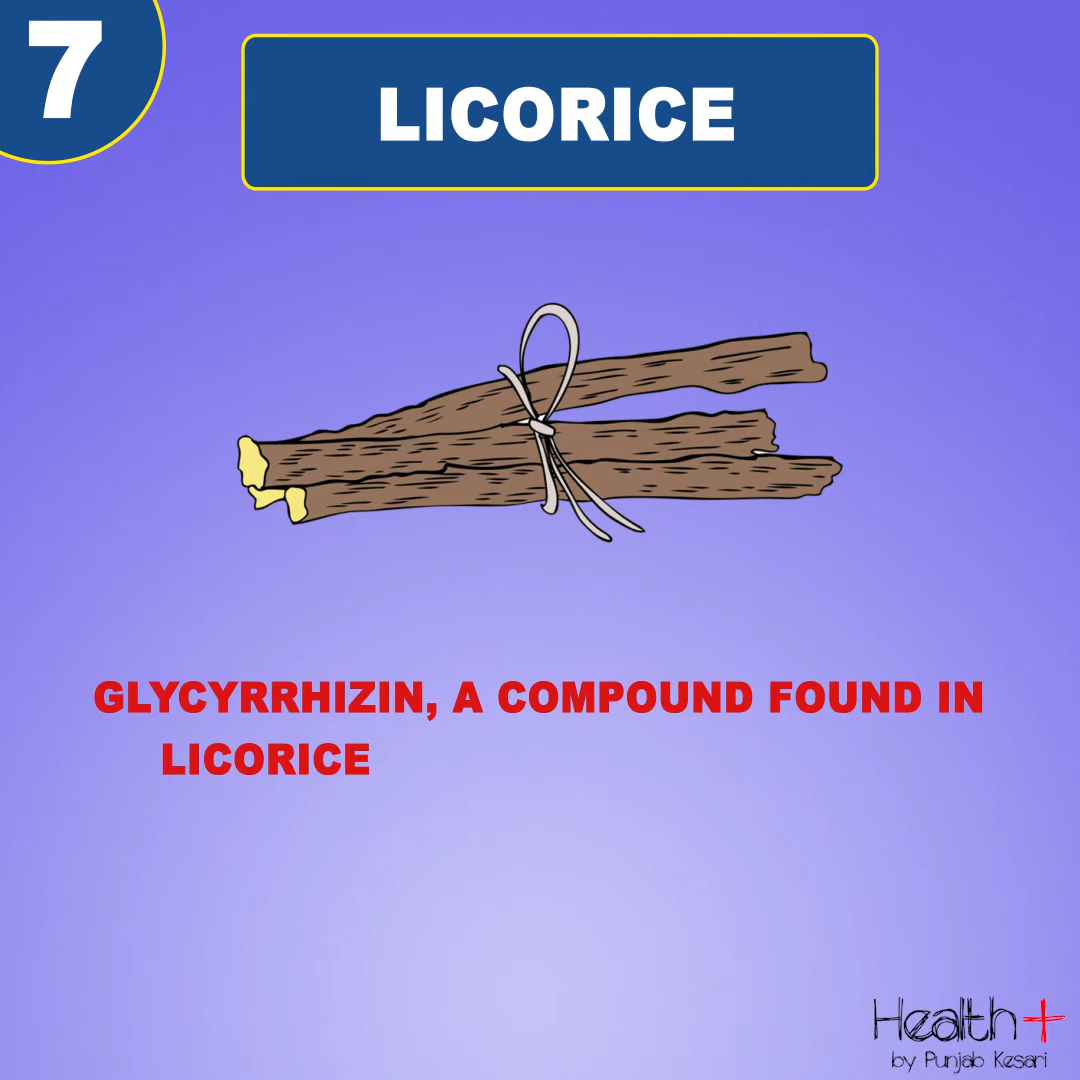 7
LICORICE
GLYCYRRHIZIN, A COMPOUND FOUND IN
LICORICE
Health+
by Punjab Kesari